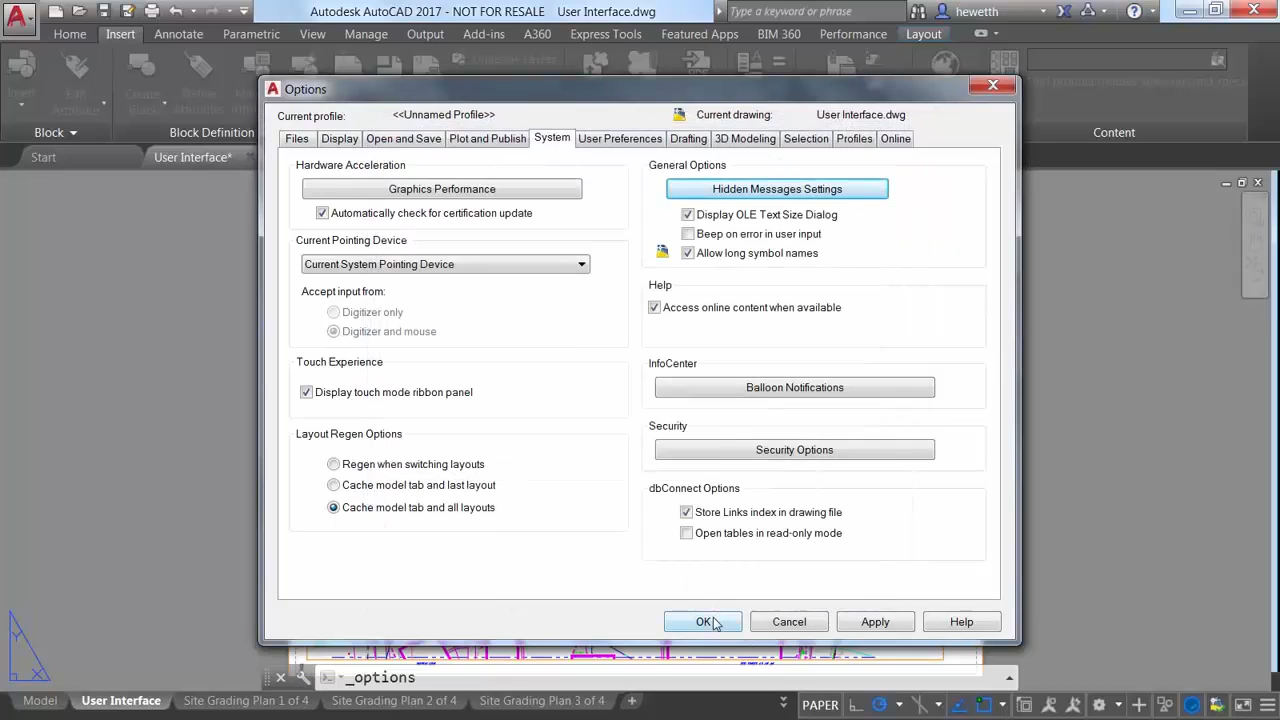 Autodesk AutoCAD 2017 - NOT FOR RESALE User Interface.dwg
Type a keyword or phrase
hewetth
Home Insert Annotate Parametric View Manage Output Add-ins A360 Express Tools Featured Apps BIM 360 Performance Layout
Block
Block Definition
Content
Start
User Interface*
Options
Current profile: <<Unnamed Profile>> Current drawing: User Interface.dwg
Files Display Open and Save Plot and Publish System User Preferences Drafting 3D Modeling Selection Profiles Online
Hardware Acceleration
Graphics Performance
Automatically check for certification update
Current Pointing Device
Current System Pointing Device
Accept input from:
Digitizer only
Digitizer and mouse
Touch Experience
Display touch mode ribbon panel
Layout Regen Options
Regen when switching layouts
Cache model tab and last layout
Cache model tab and all layouts
General Options
Hidden Messages Settings
Display OLE Text Size Dialog
Beep on error in user input
Allow long symbol names
Help
Access online content when available
InfoCenter
Balloon Notifications
Security
Security Options
dbConnect Options
Store Links index in drawing file
Open tables in read-only mode
OK Cancel Apply Help
Y
X
_options
Model User Interface Site Grading Plan 1 of 4 Site Grading Plan 2 of 4 Site Grading Plan 3 of 4 + PAPER